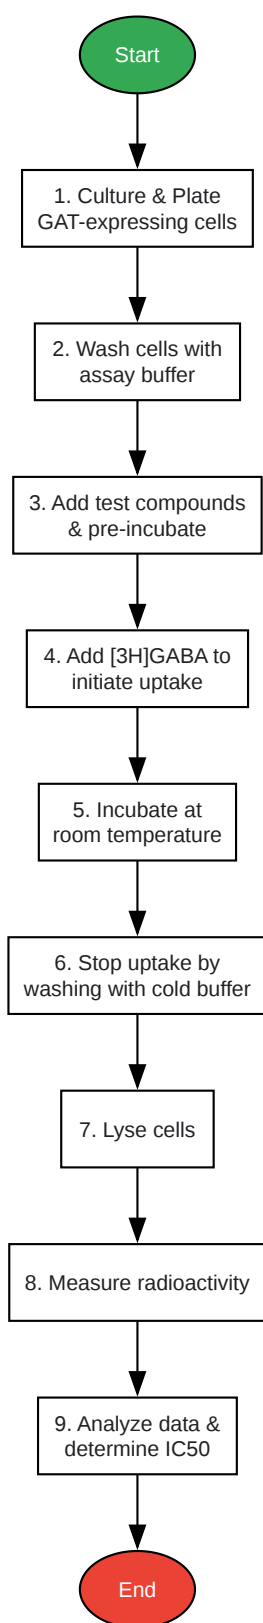 Start
1. Culture & Plate
GAT-expressing cells
2. Wash cells with
assay buffer
3. Add test compounds
& pre-incubate
4. Add [3H]GABA to
initiate uptake
5. Incubate at
room temperature
6. Stop uptake by
washing with cold buffer
7. Lyse cells
8. Measure radioactivity
9. Analyze data &
determine IC50
End